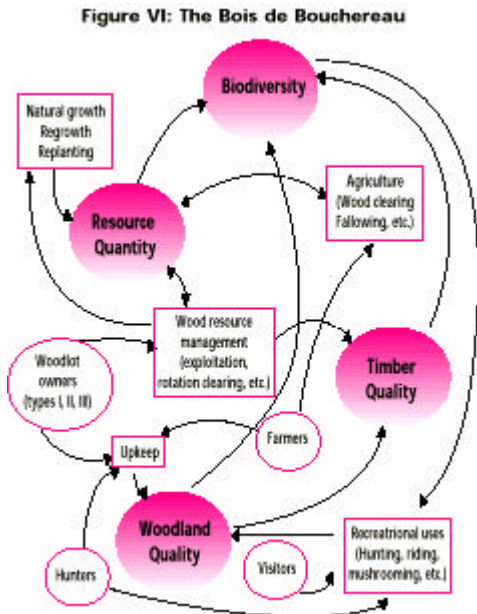 Figure VI: The Bois de Bouchereau
Biodiversity
Natural growth
Regrowth
Replanting
Agriculture
(Wood clearing
Fallowing, etc.)
Resource
Quantity
Wood resource
management
(exploitation,
rotation clearing, etc.)
Woodlot
owners
(types I, II, III)
Timber
Quality
Farmers
Upkeep
Woodland
Quality
Recreatrional uses
(Hunting, riding,
mushrooming, etc.)
Hunters
Visitors